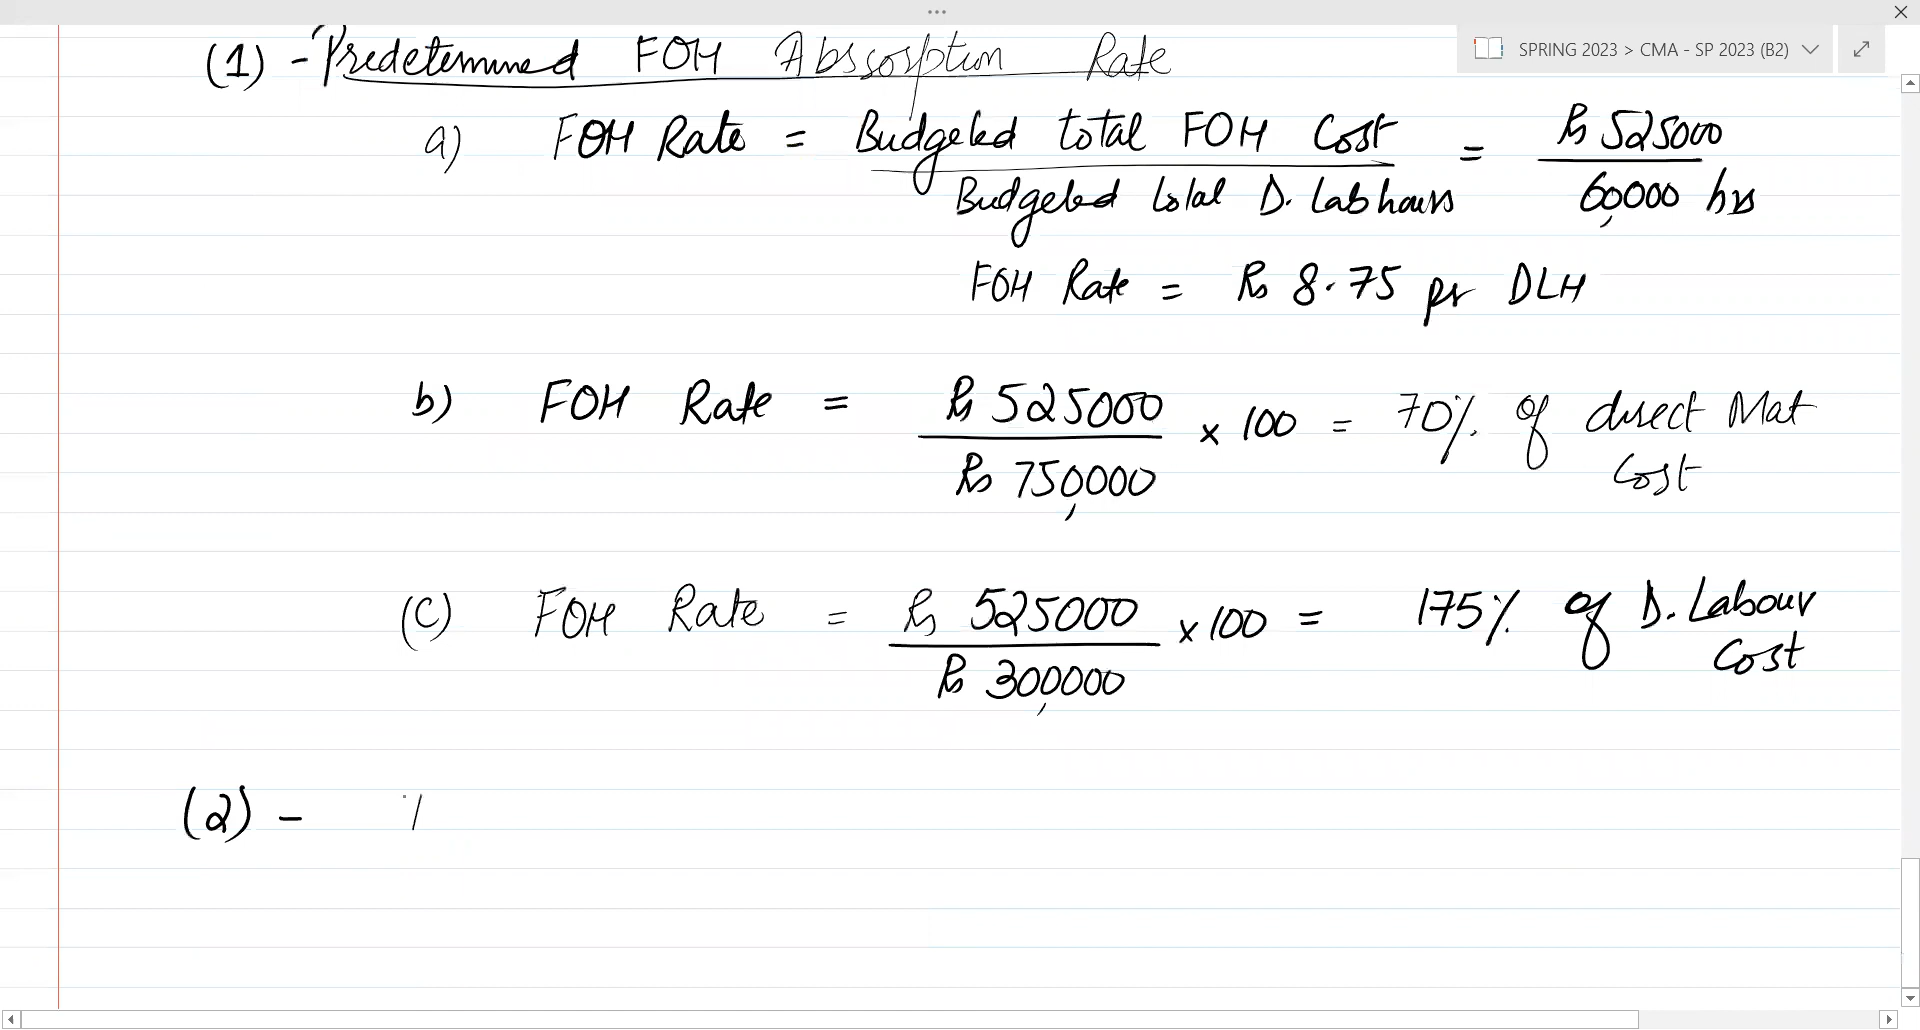 SPRING 2023 > CMA - SP 2023 (B2)
(1) - Predetermined FOH Abssorption Rate
a) FOH Rate = Budgeted total FOH Cost = Rs 525000
Budgeted total D. Lab hours 60,000 hrs
FOH Rate = Rs 8.75 pr DLH
b) FOH Rate = Rs 525000 x 100 = 70% of direct Mat
Rs 750,000 Cost
(C) FOH Rate = Rs 525000 x 100 = 175% of D. Labour
Rs 300,000 Cost
(2) -